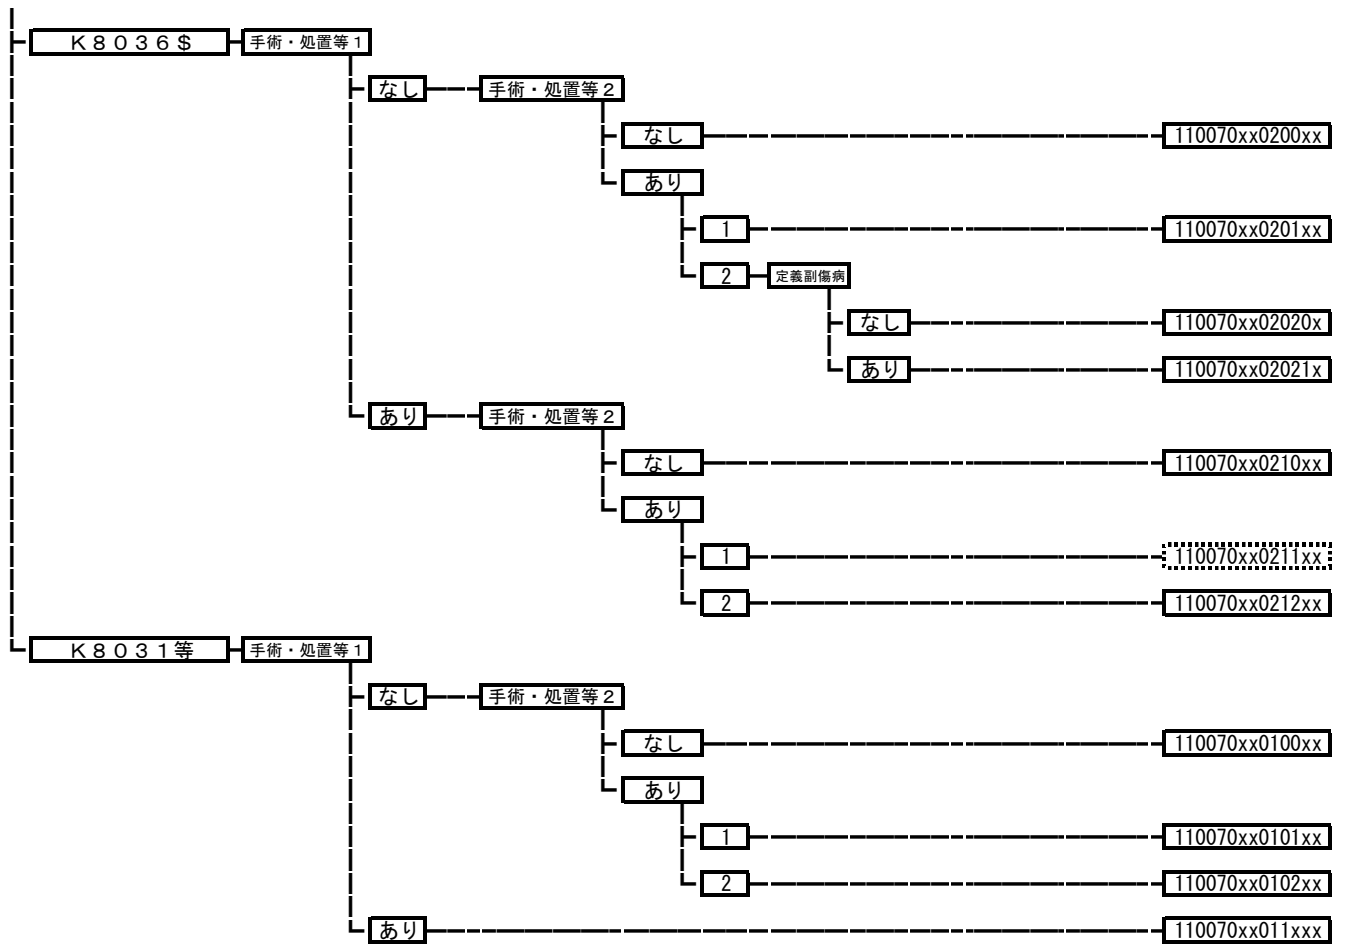 Ｋ８０３６＄ 手術・処置等１
なし 手術・処置等２
なし 110070xx0200xx
あり
1 110070xx0201xx
2 定義副傷病
なし 110070xx02020x
あり 110070xx02021x
あり 手術・処置等２
なし 110070xx0210xx
あり
1 110070xx0211xx
2 110070xx0212xx
Ｋ８０３１等 手術・処置等１
なし 手術・処置等２
なし 110070xx0100xx
あり
1 110070xx0101xx
2 110070xx0102xx
あり 110070xx011xxx